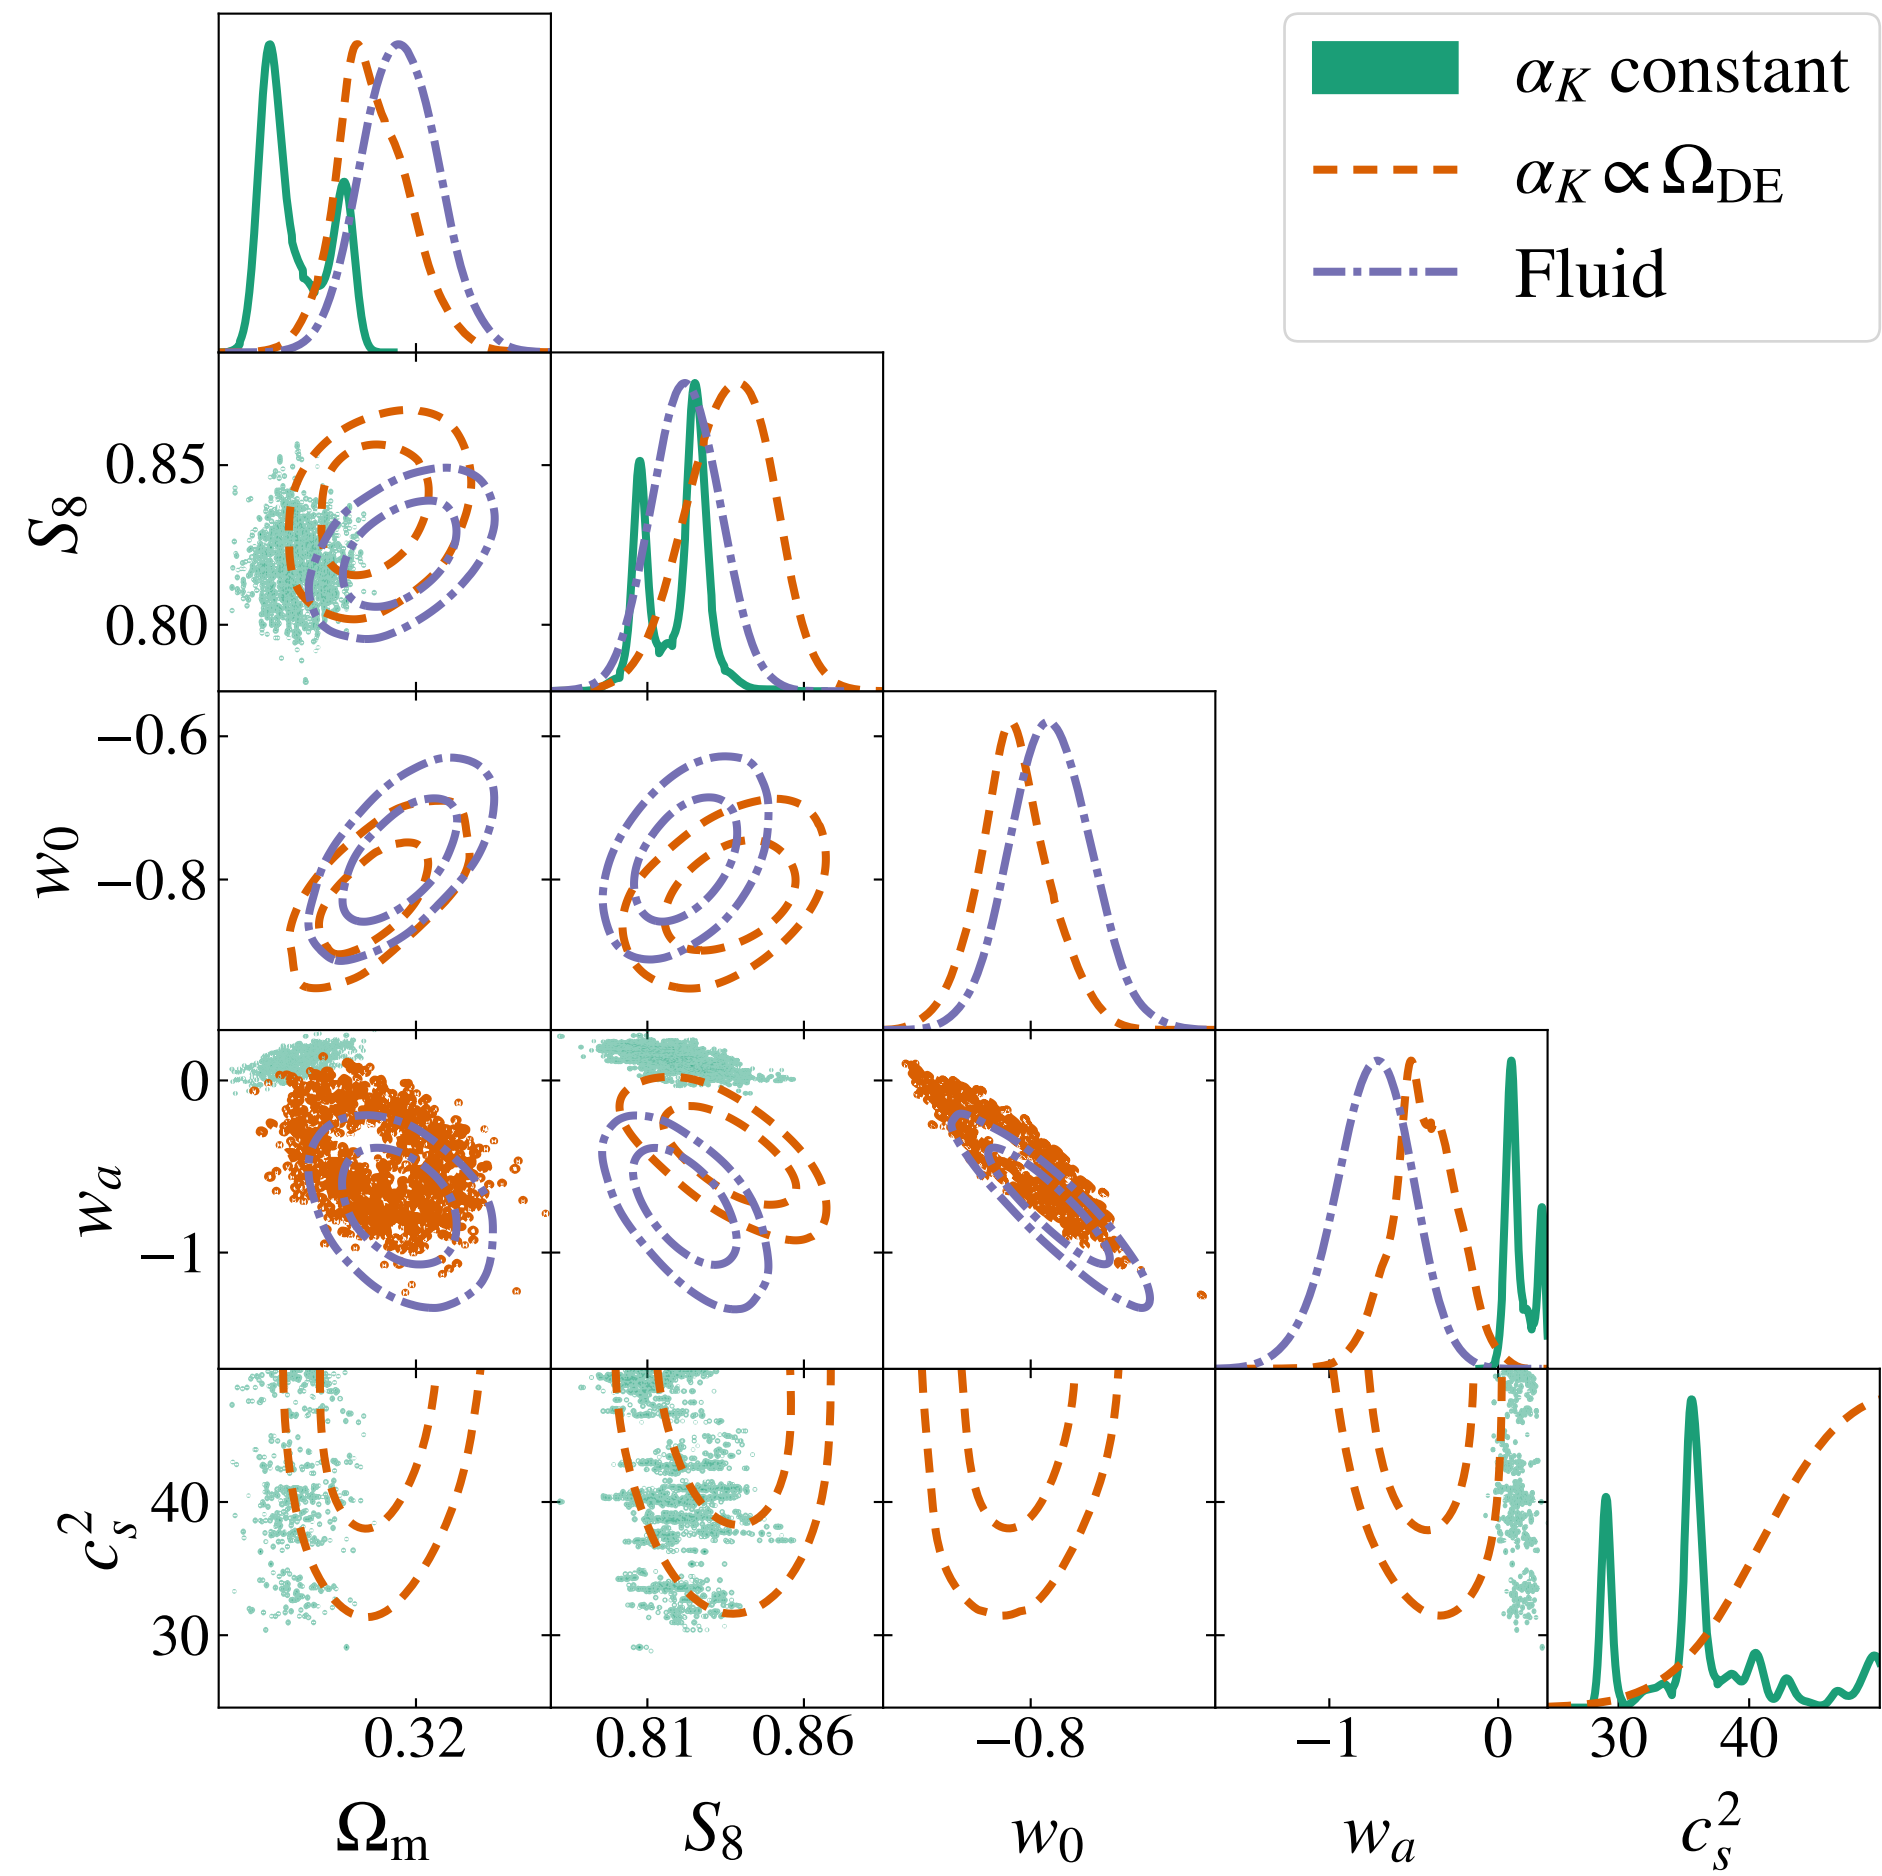 α_K constant
α_K ∝ Ω_DE
Fluid
S_8
0.85
0.80
w_0
−0.6
−0.8
w_a
0
−1
c_s^2
40
30
0.32 0.81 0.86 −0.8 −1 0 30 40
Ω_m S_8 w_0 w_a c_s^2